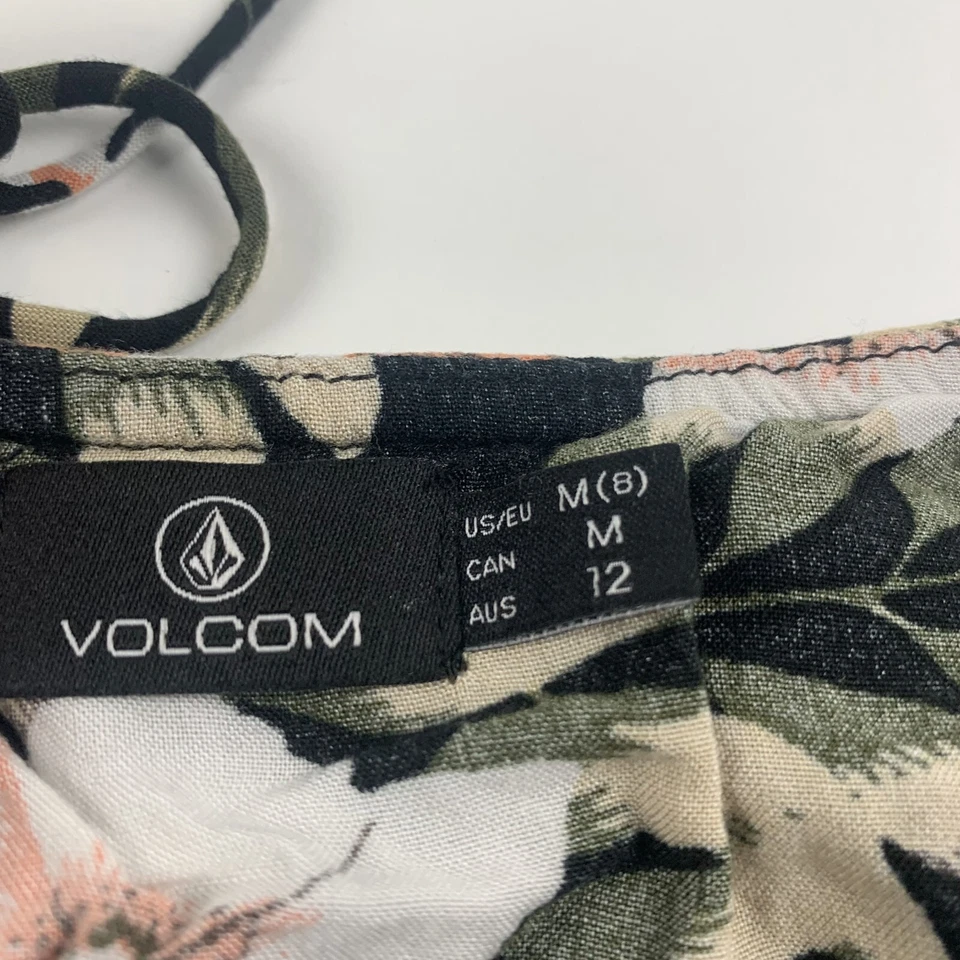 VOLCOM
US/EU M(8)
CAN M
AUS 12